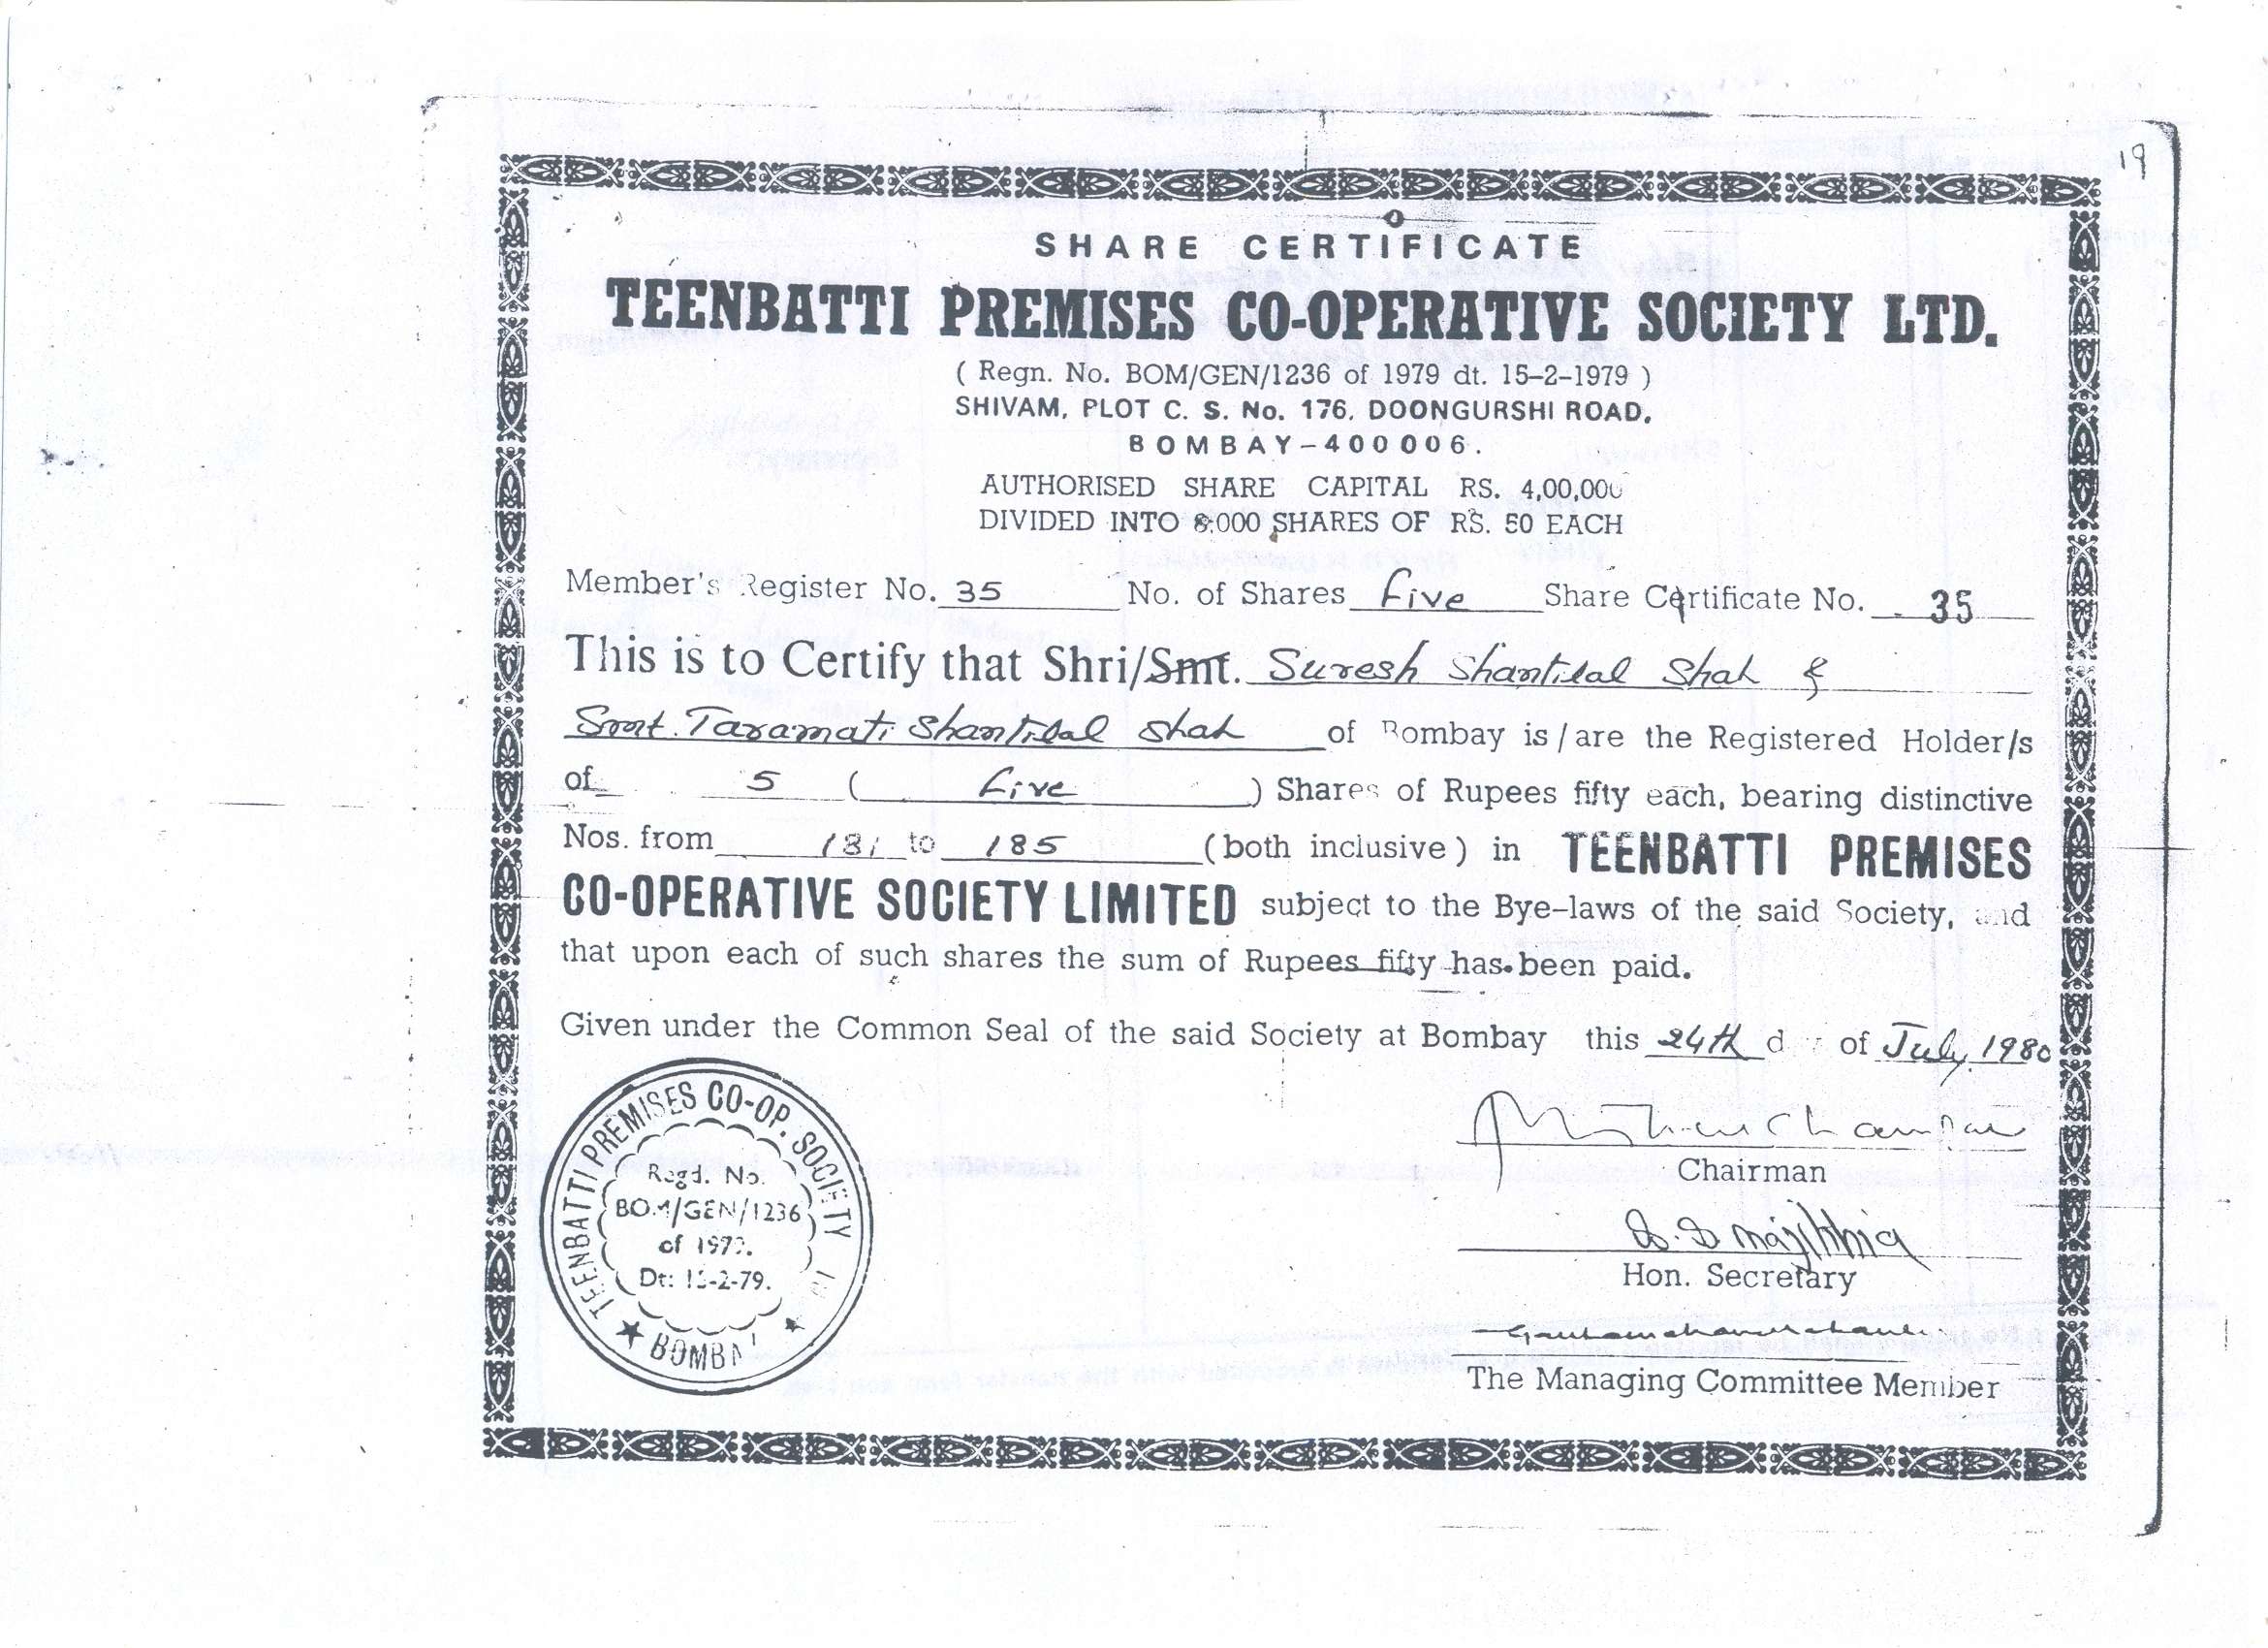 19
SHARE CERTIFICATE
TEENBATTI PREMISES CO-OPERATIVE SOCIETY LTD.
( Regn. No. BOM/GEN/1236 of 1979 dt. 15-2-1979 )
SHIVAM, PLOT C. S. No. 176, DOONGURSHI ROAD,
BOMBAY-400006.
AUTHORISED SHARE CAPITAL RS. 4,00,000
DIVIDED INTO 8,000 SHARES OF RS. 50 EACH
Member's Register No. 35 No. of Shares Five Share Certificate No. 35
This is to Certify that Shri/Smt. Suresh Shantilal Shah &
Smt. Taramati Shantilal Shah of Bombay is/are the Registered Holder/s
of 5 ( Five ) Shares of Rupees fifty each, bearing distinctive
Nos. from 181 to 185 (both inclusive) in TEENBATTI PREMISES
CO-OPERATIVE SOCIETY LIMITED subject to the Bye-laws of the said Society, and
that upon each of such shares the sum of Rupees fifty has been paid.
Given under the Common Seal of the said Society at Bombay this 24th day of July 1980
Chairman
Hon. Secretary
The Managing Committee Member
TEENBATTI PREMISES CO-OP. SOCIETY
Regd. No.
BOM/GEN/1236
of 1979.
Dt: 15-2-79.
★ BOMBAY ★